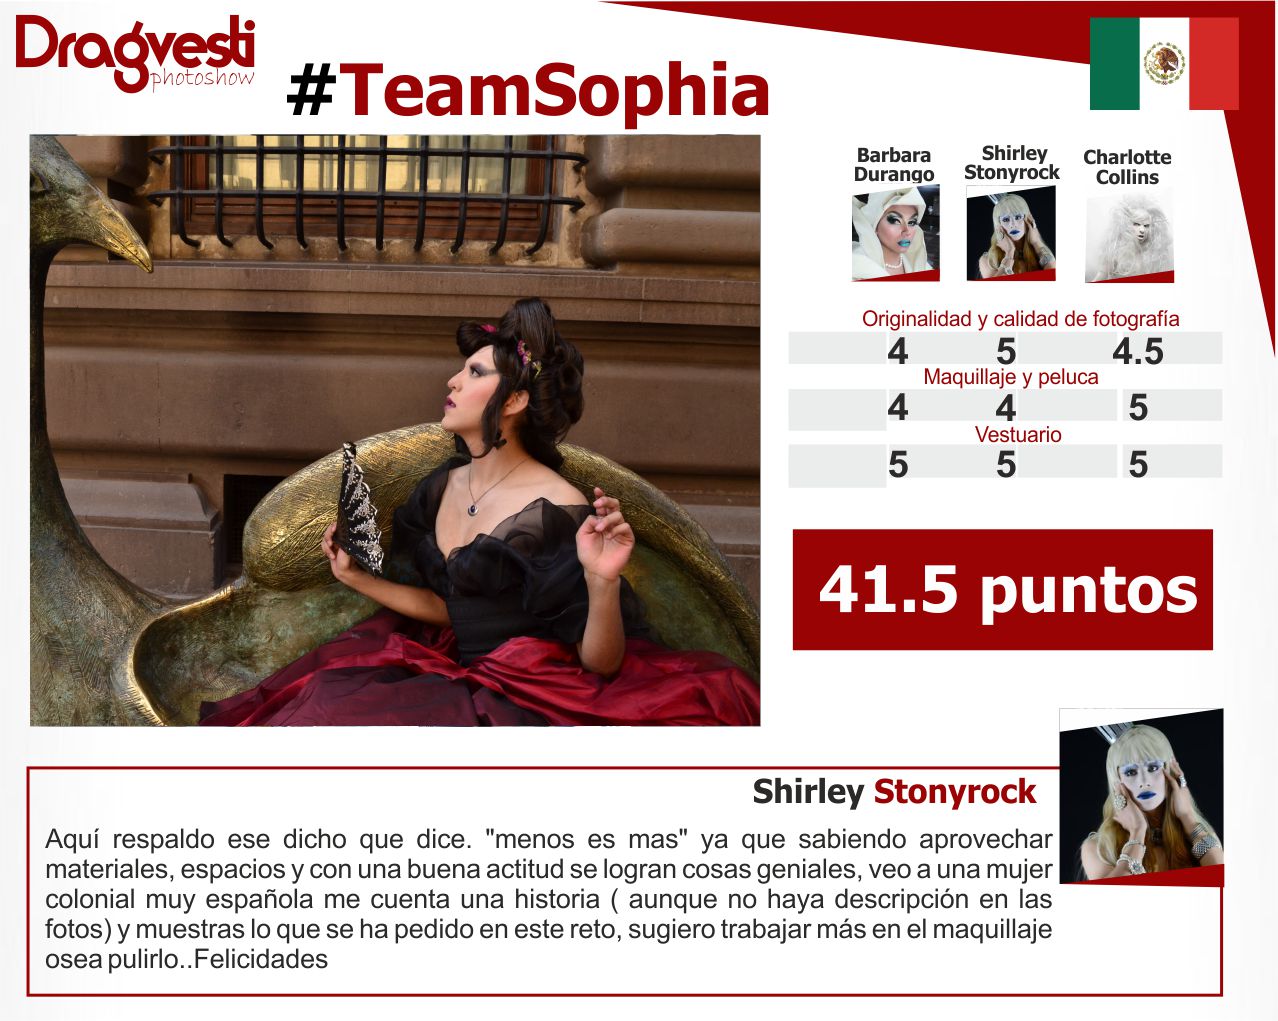 Dragvesti
photoshow
#TeamSophia
Barbara
Durango
Shirley
Stonyrock
Charlotte
Collins
Originalidad y calidad de fotografía
4 5 4.5
Maquillaje y peluca
4 4 5
Vestuario
5 5 5
41.5 puntos
Shirley Stonyrock
Aquí respaldo ese dicho que dice. "menos es mas" ya que sabiendo aprovechar
materiales, espacios y con una buena actitud se logran cosas geniales, veo a una mujer
colonial muy española me cuenta una historia ( aunque no haya descripción en las
fotos) y muestras lo que se ha pedido en este reto, sugiero trabajar más en el maquillaje
osea pulirlo..Felicidades